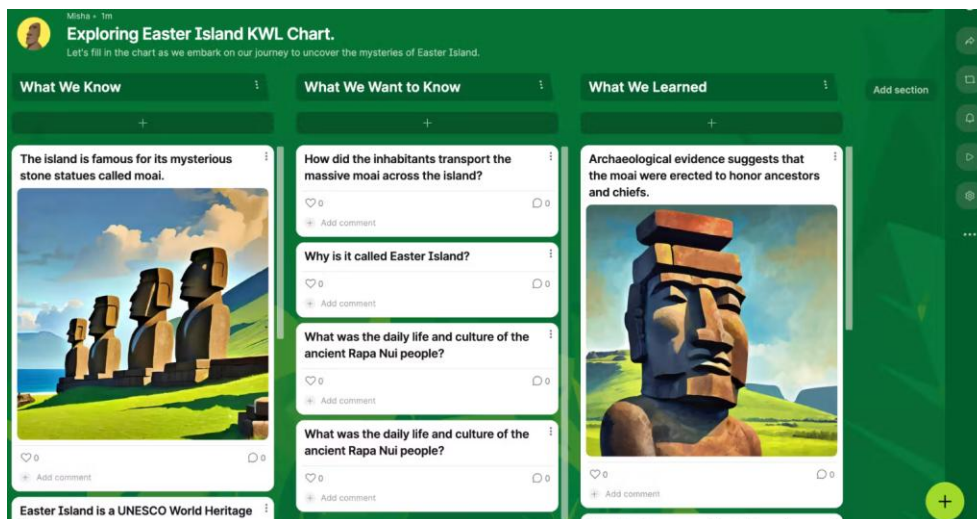 Misha • 1m
Exploring Easter Island KWL Chart.
Let's fill in the chart as we embark on our journey to uncover the mysteries of Easter Island.
What We Know
+
The island is famous for its mysterious
stone statues called moai.
0 0
+ Add comment
Easter Island is a UNESCO World Heritage
What We Want to Know
+
How did the inhabitants transport the
massive moai across the island?
0 0
+ Add comment
Why is it called Easter Island?
0 0
+ Add comment
What was the daily life and culture of the
ancient Rapa Nui people?
0 0
+ Add comment
What was the daily life and culture of the
ancient Rapa Nui people?
0 0
+ Add comment
What We Learned
+
Archaeological evidence suggests that
the moai were erected to honor ancestors
and chiefs.
0 0
+ Add comment
Add section
+